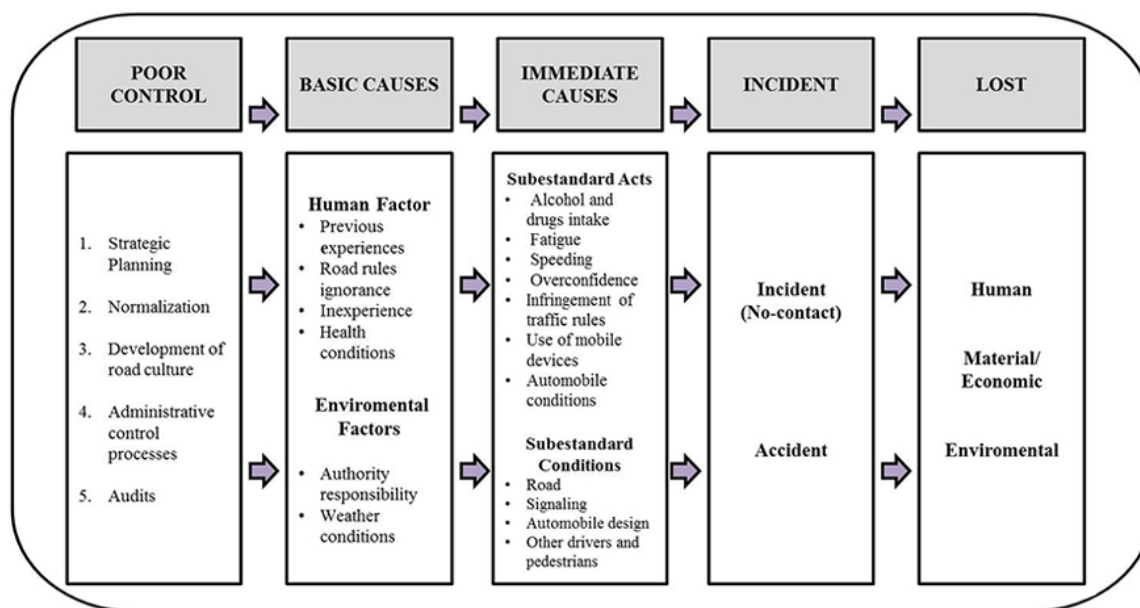 POOR
CONTROL
BASIC CAUSES
IMMEDIATE
CAUSES
INCIDENT
LOST
1. Strategic
Planning
2. Normalization
3. Development of
road culture
4. Administrative
control
processes
5. Audits
Human Factor
• Previous
experiences
• Road rules
ignorance
• Inexperience
• Health
conditions
Enviromental
Factors
• Authority
responsibility
• Weather
conditions
Subestandard Acts
• Alcohol and
drugs intake
• Fatigue
• Speeding
• Overconfidence
• Infringement of
traffic rules
• Use of mobile
devices
• Automobile
conditions
Subestandard
Conditions
• Road
• Signaling
• Automobile design
• Other drivers and
pedestrians
Incident
(No-contact)
Accident
Human
Material/
Economic
Enviromental